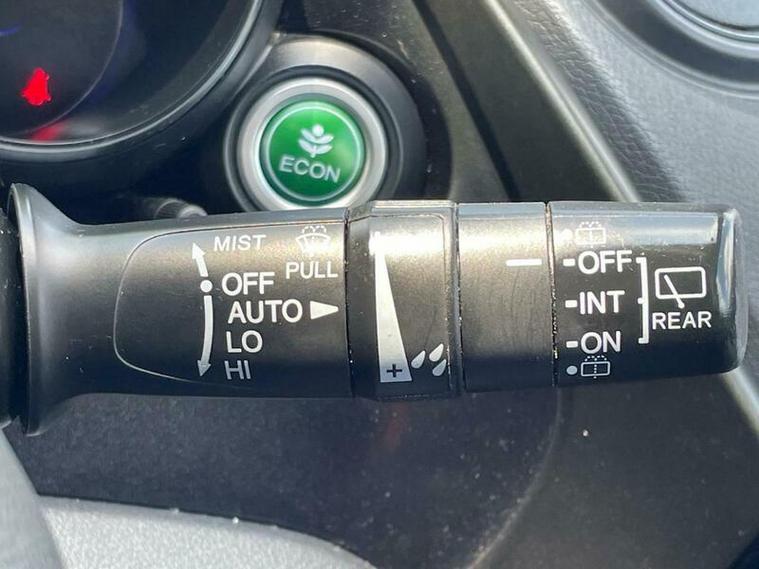 ECON
MIST
PULL
OFF
AUTO
LO
HI
+
OFF
INT
ON
REAR